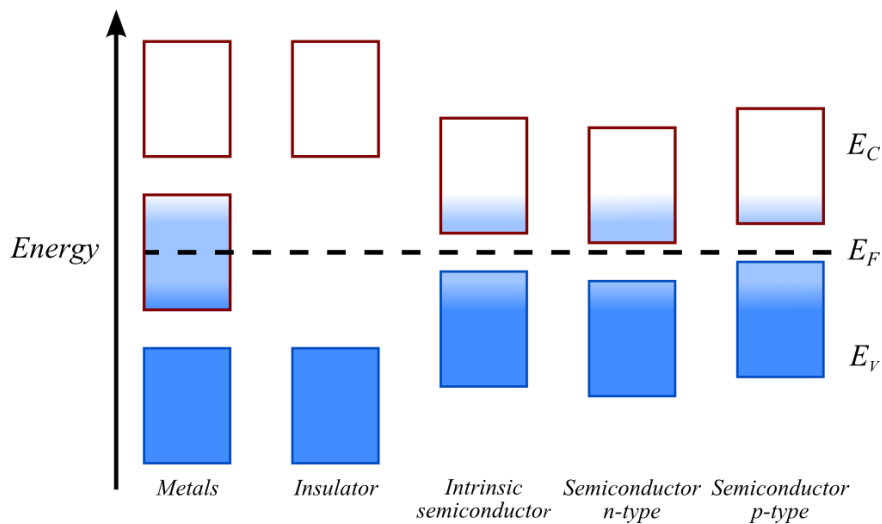 Energy
E_C
E_F
E_V
Metals
Insulator
Intrinsic
semiconductor
Semiconductor
n-type
Semiconductor
p-type